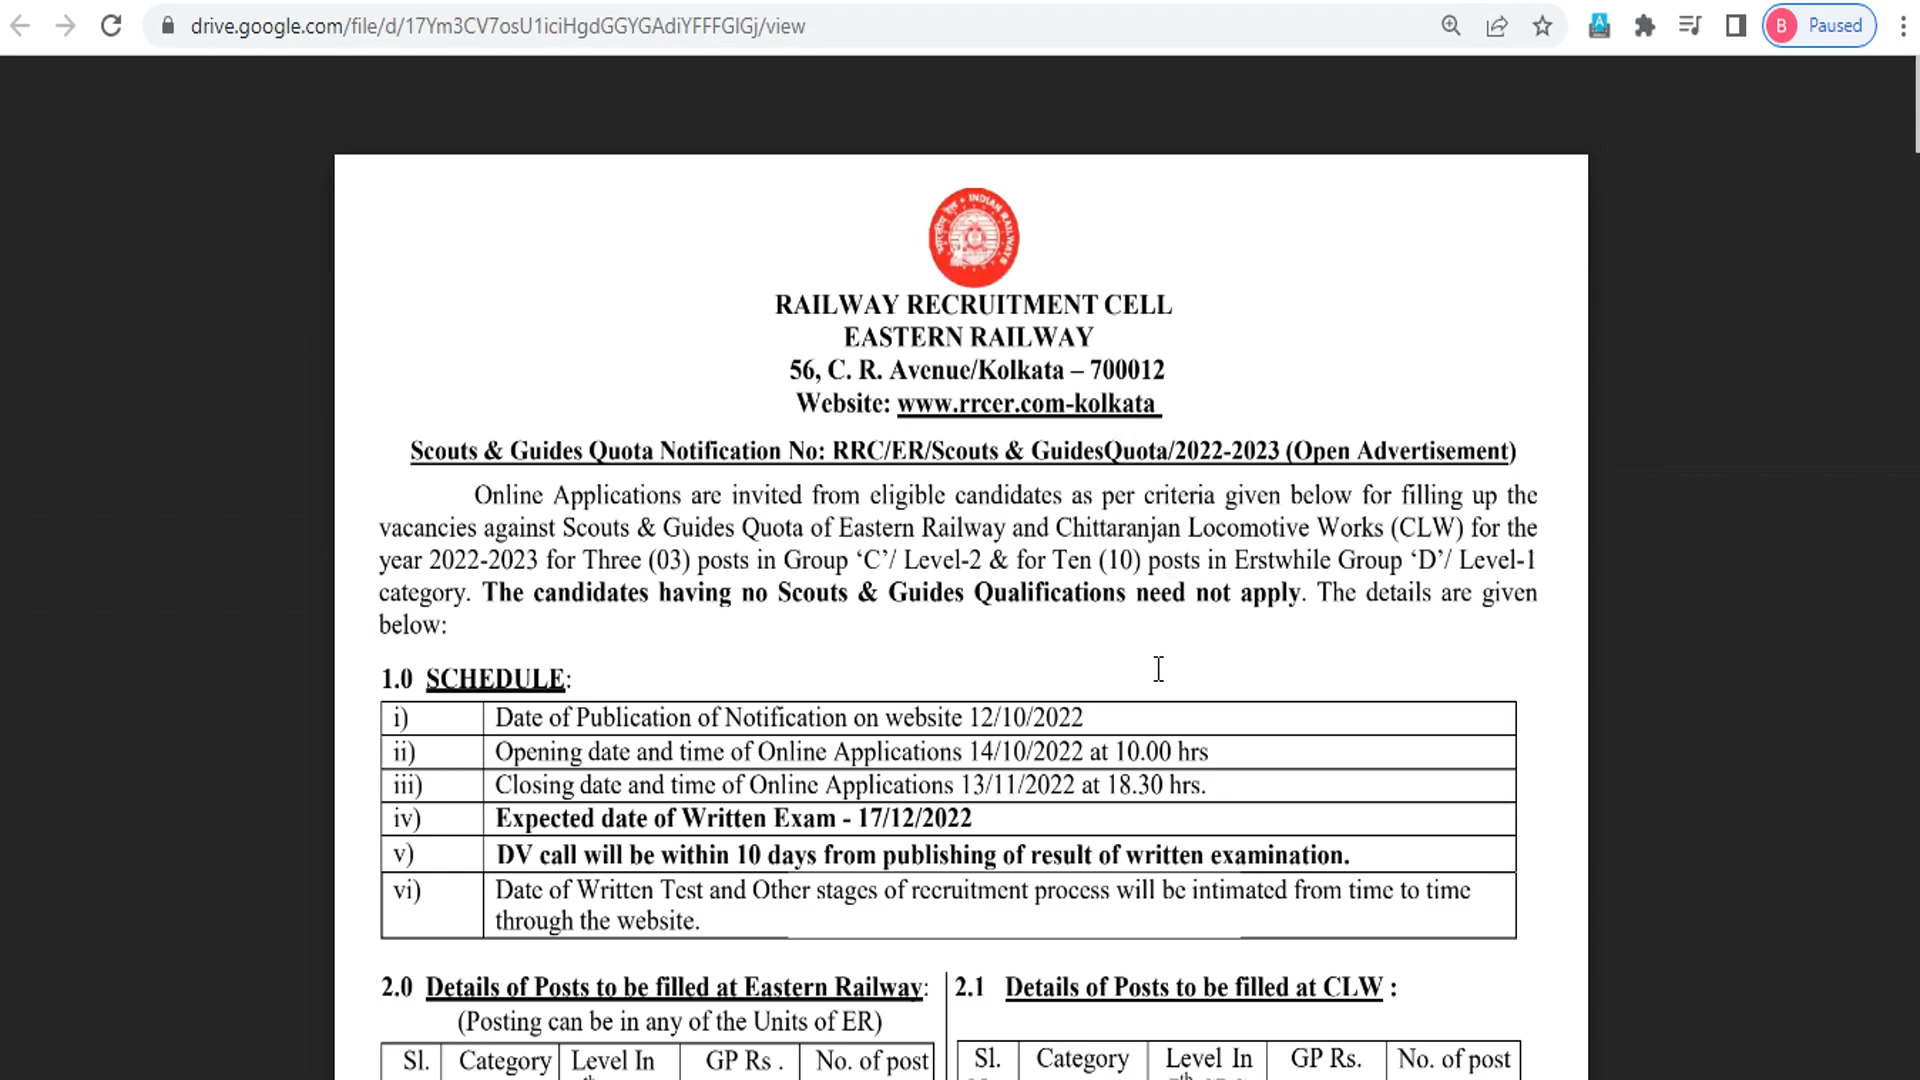 drive.google.com/file/d/17Ym3CV7osU1iciHgdGGYGAdiYFFFGlGj/view
B Paused
भारतीय रेल INDIAN RAILWAYS
RAILWAY RECRUITMENT CELL
EASTERN RAILWAY
56, C. R. Avenue/Kolkata – 700012
Website: www.rrcer.com-kolkata
Scouts & Guides Quota Notification No: RRC/ER/Scouts & GuidesQuota/2022-2023 (Open Advertisement)
Online Applications are invited from eligible candidates as per criteria given below for filling up the
vacancies against Scouts & Guides Quota of Eastern Railway and Chittaranjan Locomotive Works (CLW) for the
year 2022-2023 for Three (03) posts in Group ‘C’/ Level-2 & for Ten (10) posts in Erstwhile Group ‘D’/ Level-1
category. The candidates having no Scouts & Guides Qualifications need not apply. The details are given
below:
1.0 SCHEDULE:
i) Date of Publication of Notification on website 12/10/2022
ii) Opening date and time of Online Applications 14/10/2022 at 10.00 hrs
iii) Closing date and time of Online Applications 13/11/2022 at 18.30 hrs.
iv) Expected date of Written Exam - 17/12/2022
v) DV call will be within 10 days from publishing of result of written examination.
vi) Date of Written Test and Other stages of recruitment process will be intimated from time to time
through the website.
2.0 Details of Posts to be filled at Eastern Railway:
(Posting can be in any of the Units of ER)
Sl. Category Level In GP Rs . No. of post
2.1 Details of Posts to be filled at CLW :
Sl. Category Level In GP Rs. No. of post